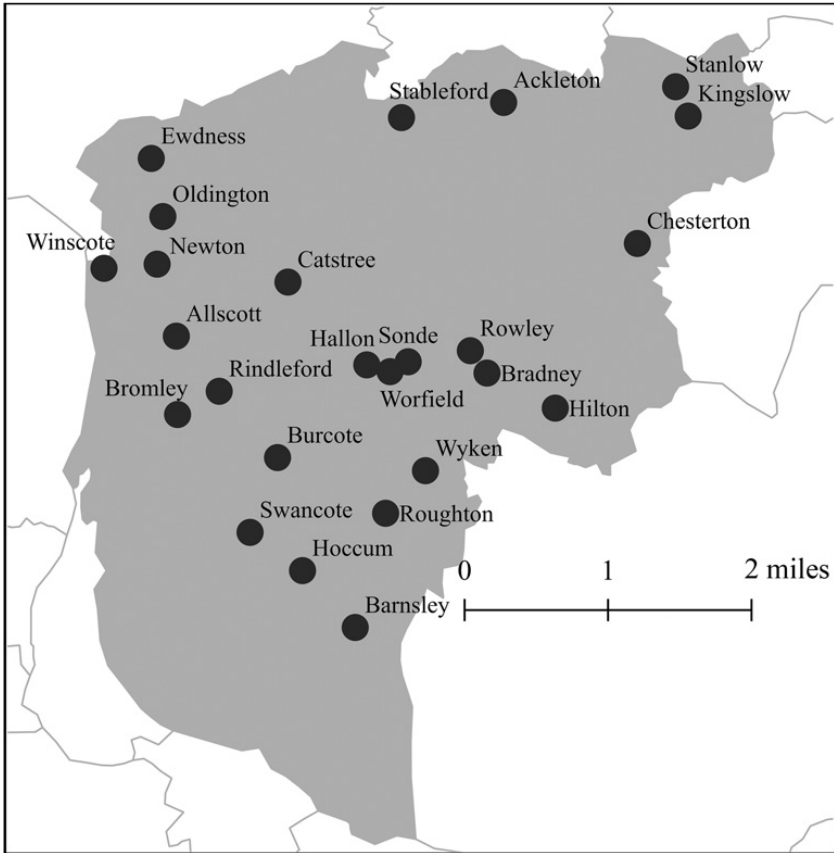 Stanlow
Ackleton
Stableford
Kingslow
Ewdness
Oldington
Chesterton
Winscote
Newton
Catstree
Allscott
Hallon
Sonde
Rowley
Rindleford
Bradney
Bromley
Worfield
Hilton
Burcote
Wyken
Swancote
Roughton
Hoccum
0 1 2 miles
Barnsley